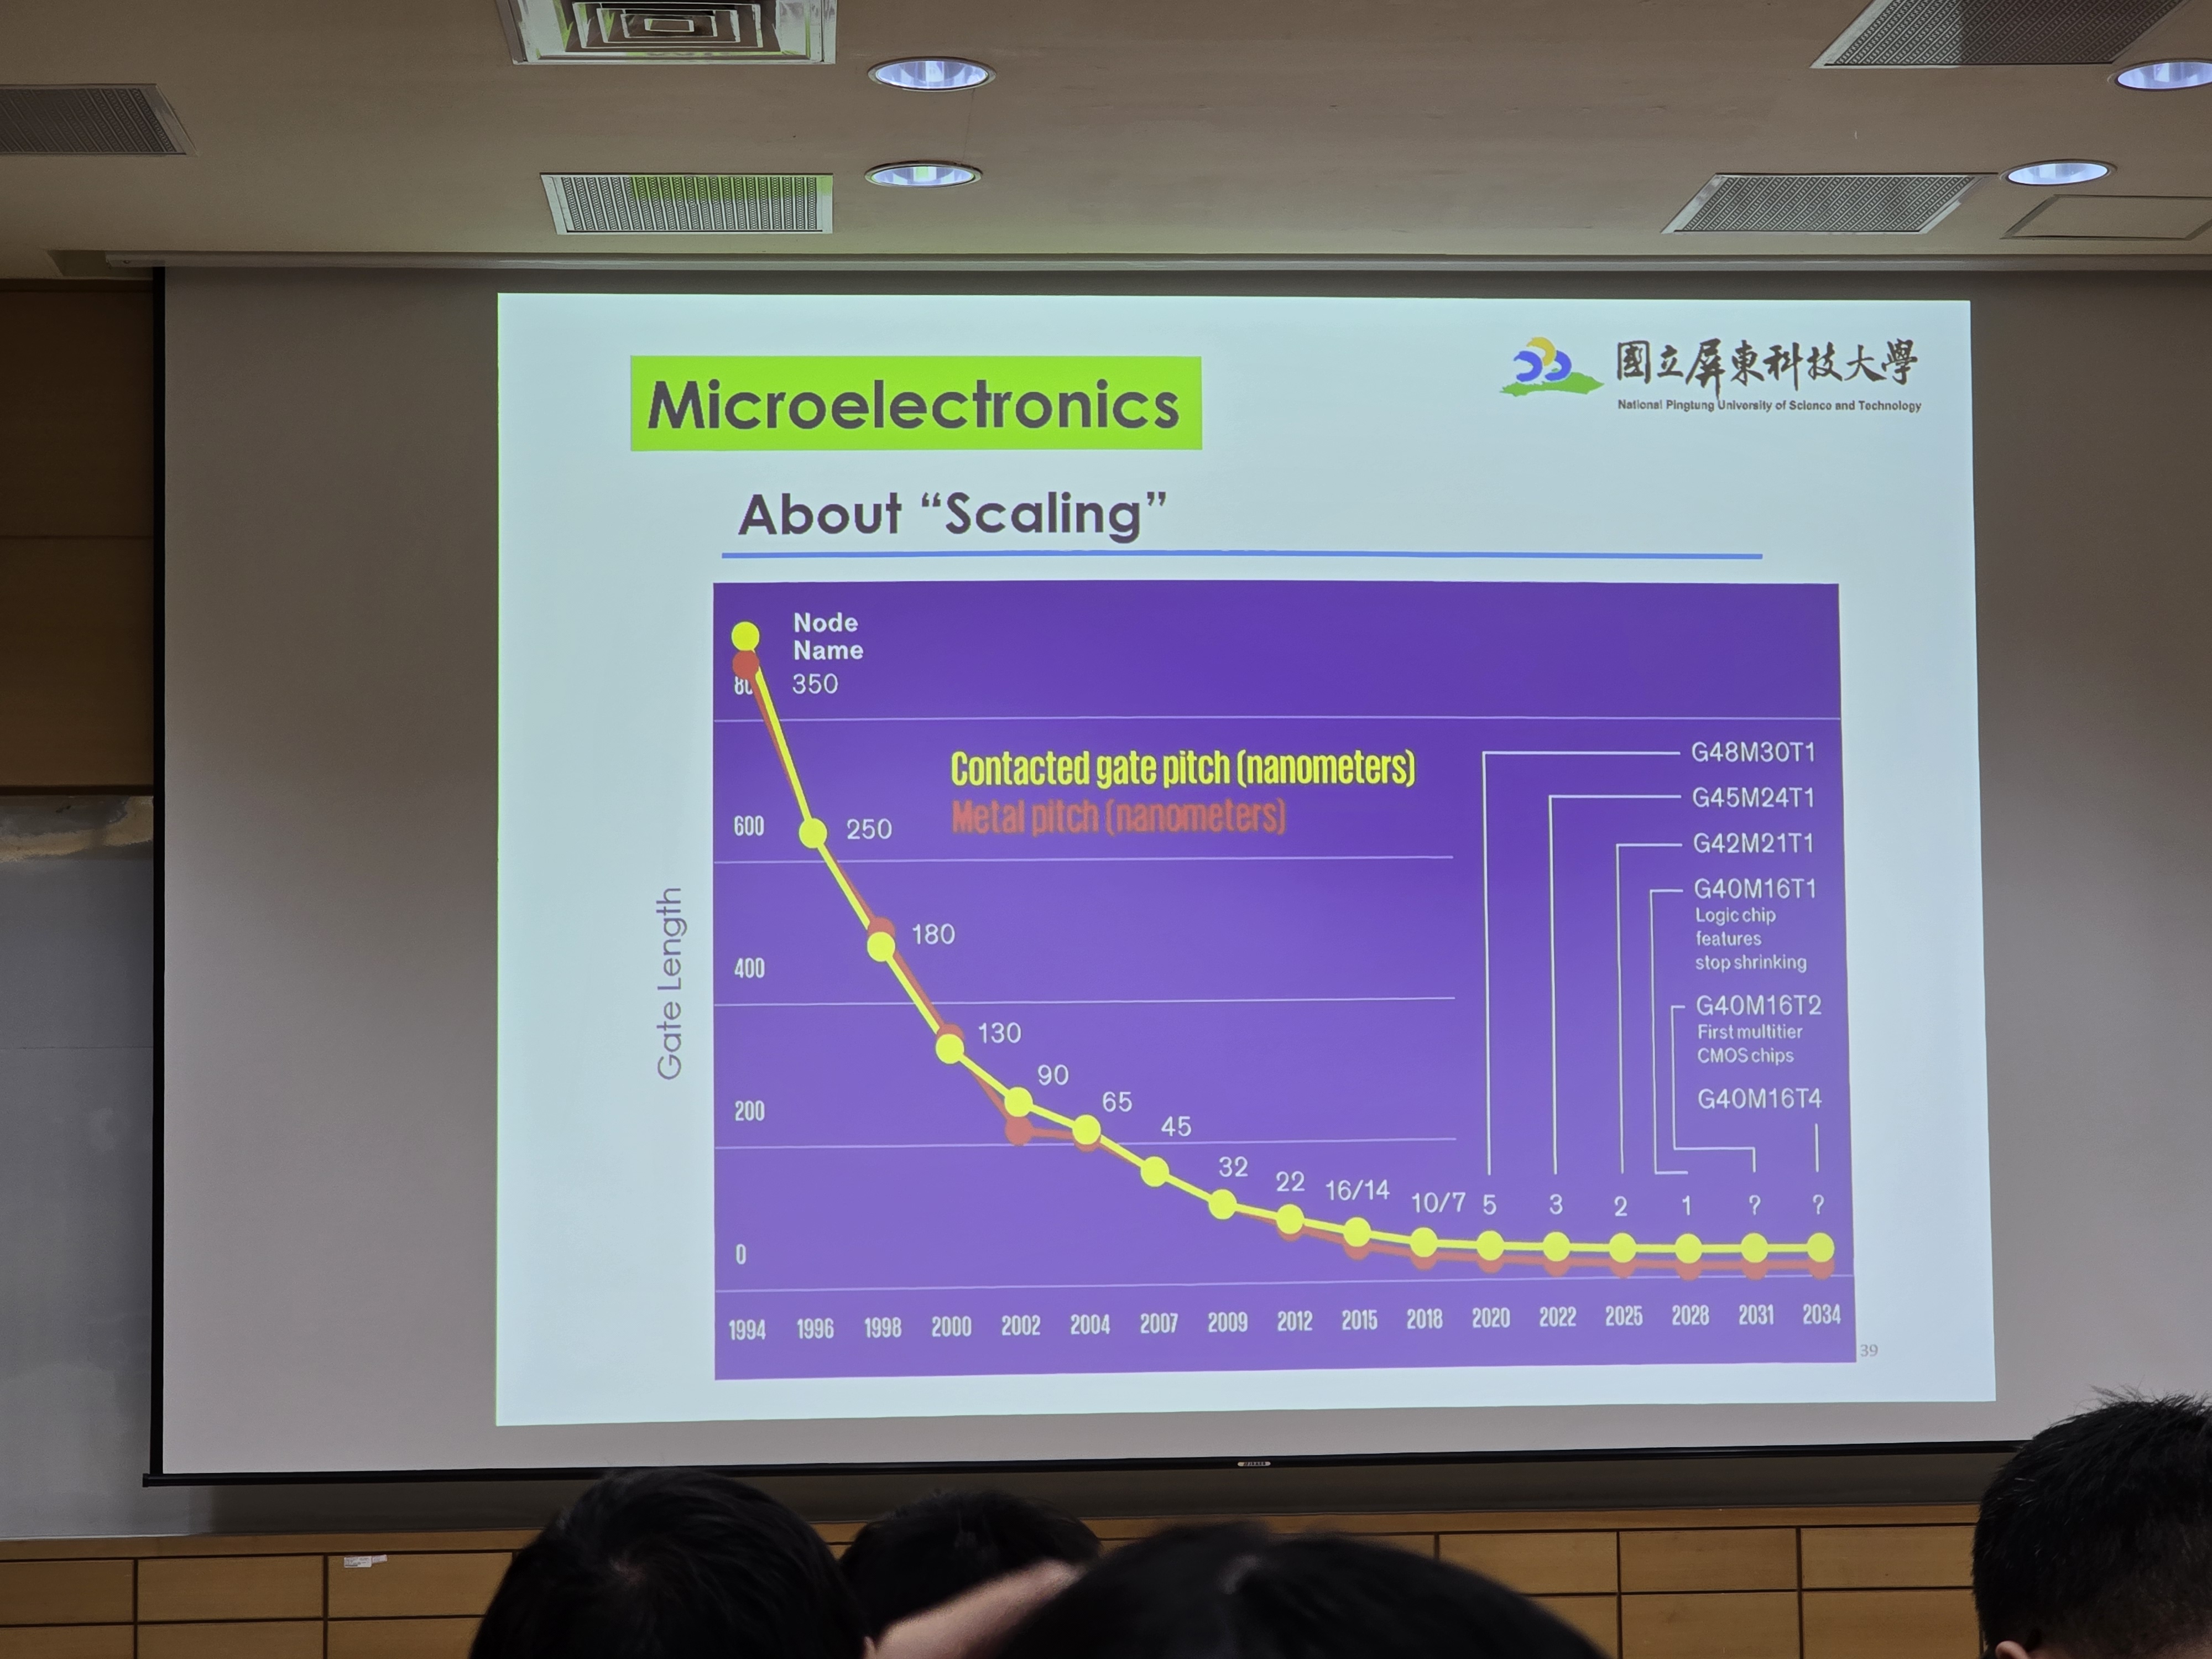 Microelectronics
國立屏東科技大學
National Pingtung University of Science and Technology
About “Scaling”
Node
Name
350
600
250
Contacted gate pitch (nanometers)
Metal pitch (nanometers)
G48M30T1
G45M24T1
G42M21T1
G40M16T1
Logic chip
features
stop shrinking
G40M16T2
First multitier
CMOS chips
G40M16T4
Gate Length
180
400
130
90
200
65
45
32
22
16/14
10/7
5
3
2
1
?
?
0
1994 1996 1998 2000 2002 2004 2007 2009 2012 2015 2018 2020 2022 2025 2028 2031 2034
39